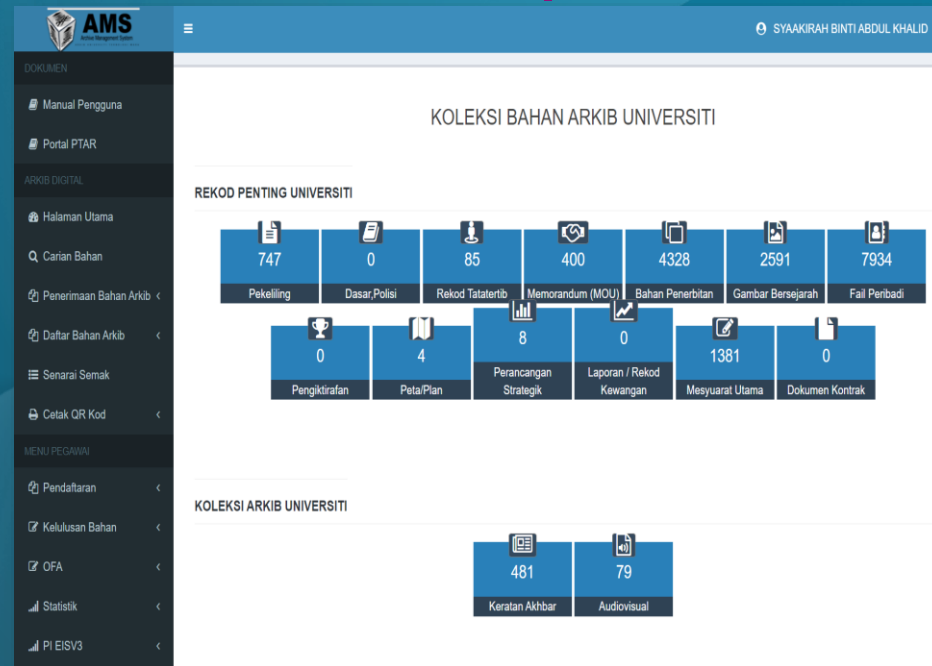 AMS
Archive Management System
SYAAKIRAH BINTI ABDUL KHALID
DOKUMEN
Manual Pengguna
Portal PTAR
ARKIB DIGITAL
Halaman Utama
Carian Bahan
Penerimaan Bahan Arkib
Daftar Bahan Arkib
Senarai Semak
Cetak QR Kod
MENU PEGAWAI
Pendaftaran
Kelulusan Bahan
OFA
Statistik
PI EISV3
KOLEKSI BAHAN ARKIB UNIVERSITI
REKOD PENTING UNIVERSITI
747
Pekeliling
0
Dasar,Polisi
85
Rekod Tatatertib
400
Memorandum (MOU)
4328
Bahan Penerbitan
2591
Gambar Bersejarah
7934
Fail Peribadi
0
Pengiktirafan
4
Peta/Plan
8
Perancangan
Strategik
0
Laporan / Rekod
Kewangan
1381
Mesyuarat Utama
0
Dokumen Kontrak
KOLEKSI ARKIB UNIVERSITI
481
Keratan Akhbar
79
Audiovisual